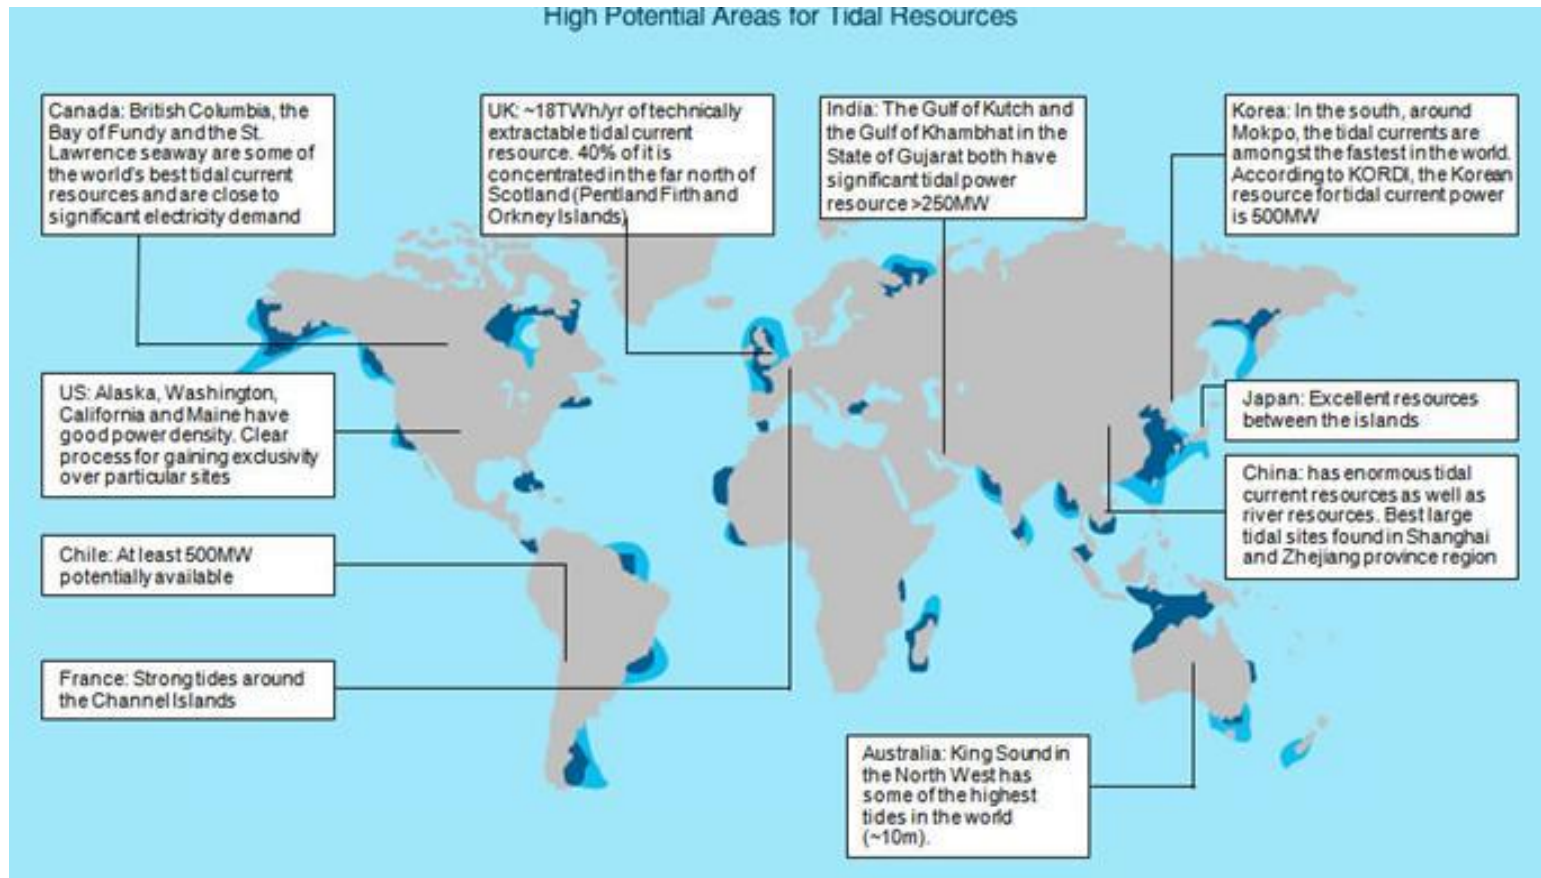 High Potential Areas for Tidal Resources
Canada: British Columbia, the
Bay of Fundy and the St.
Lawrence seaway are some of
the world's best tidal current
resources and are close to
significant electricity demand
UK: ~18TWh/yr of technically
extractable tidal current
resource. 40% of it is
concentrated in the far north of
Scotland (Pentland Firth and
Orkney Islands)
India: The Gulf of Kutch and
the Gulf of Khambhat in the
State of Gujarat both have
significant tidal power
resource >250MW
Korea: In the south, around
Mokpo, the tidal currents are
amongst the fastest in the world.
According to KORDI, the Korean
resource for tidal current power
is 500MW
US: Alaska, Washington,
California and Maine have
good power density. Clear
process for gaining exclusivity
over particular sites
Japan: Excellent resources
between the islands
China: has enormous tidal
current resources as well as
river resources. Best large
tidal sites found in Shanghai
and Zhejiang province region
Chile: At least 500MW
potentially available
France: Strong tides around
the Channel Islands
Australia: King Sound in
the North West has
some of the highest
tides in the world
(~10m).